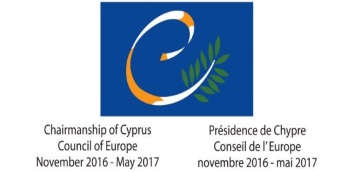 Chairmanship of Cyprus
Council of Europe
November 2016 - May 2017
Présidence de Chypre
Conseil de l' Europe
novembre 2016 - mai 2017